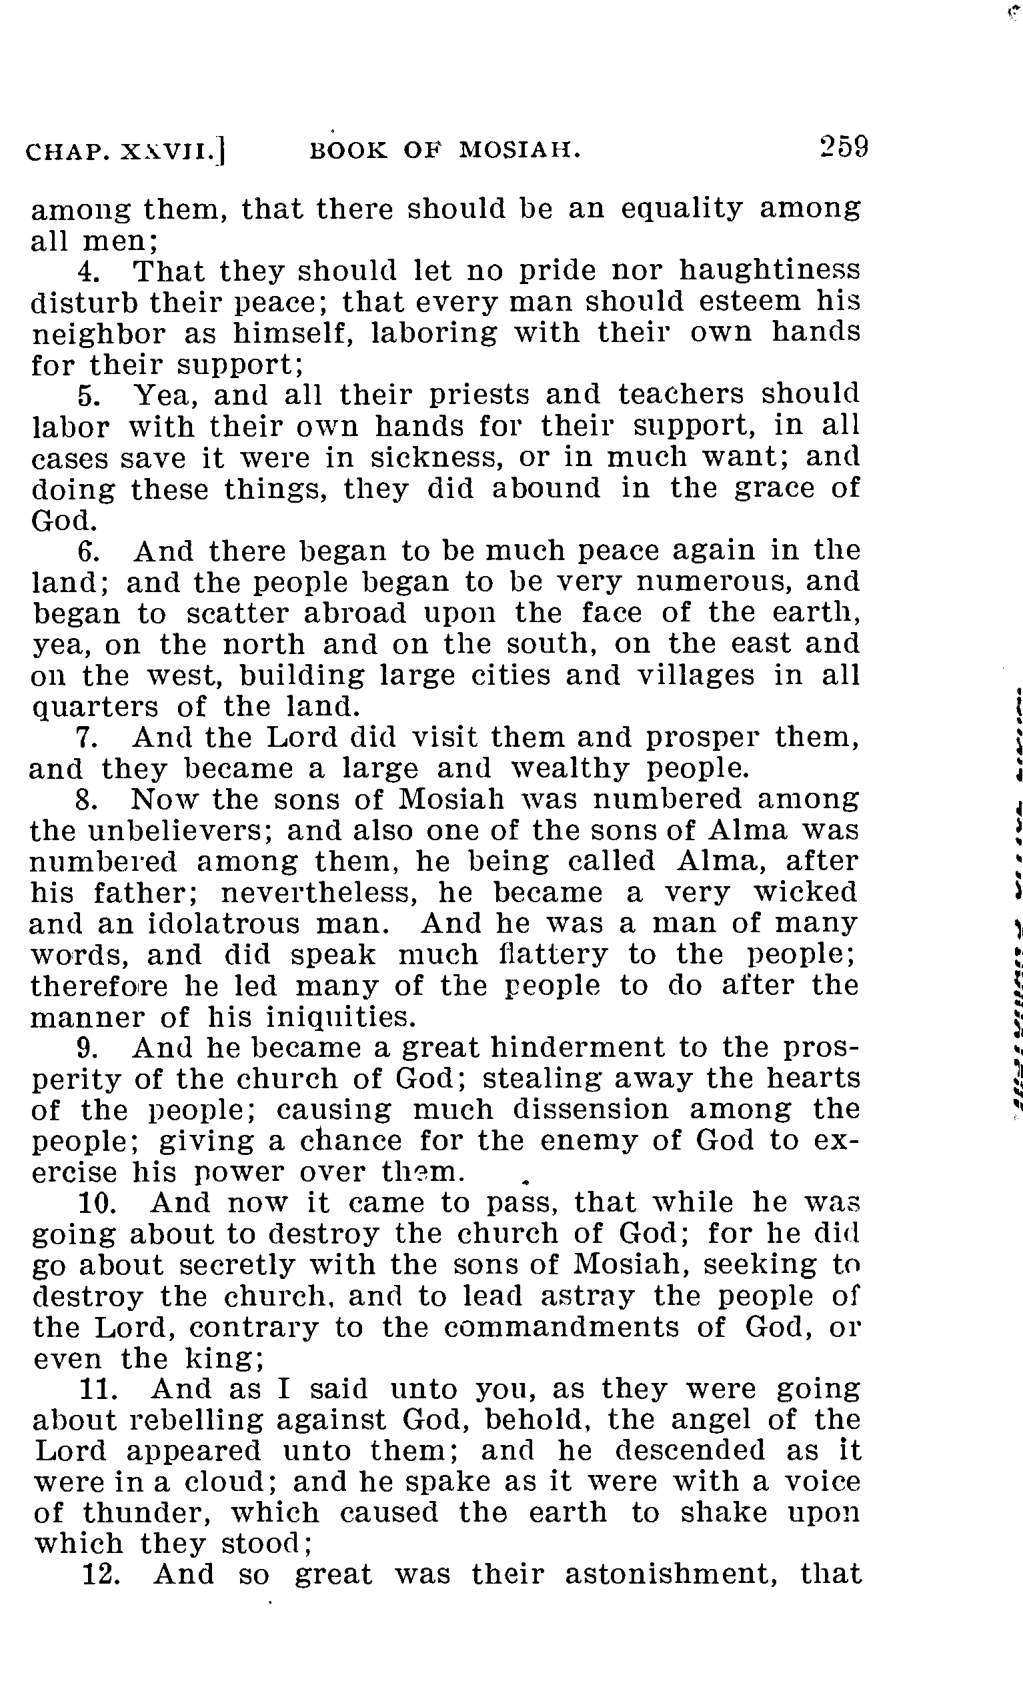 CHAP. XXVII.] BOOK OF MOSIAH. 259
among them, that there should be an equality among
all men;
4. That they should let no pride nor haughtiness
disturb their peace; that every man should esteem his
neighbor as himself, laboring with their own hands
for their support;
5. Yea, and all their priests and teachers should
labor with their own hands for their support, in all
cases save it were in sickness, or in much want; and
doing these things, they did abound in the grace of
God.
6. And there began to be much peace again in the
land; and the people began to be very numerous, and
began to scatter abroad upon the face of the earth,
yea, on the north and on the south, on the east and
on the west, building large cities and villages in all
quarters of the land.
7. And the Lord did visit them and prosper them,
and they became a large and wealthy people.
8. Now the sons of Mosiah was numbered among
the unbelievers; and also one of the sons of Alma was
numbered among them, he being called Alma, after
his father; nevertheless, he became a very wicked
and an idolatrous man. And he was a man of many
words, and did speak much flattery to the people;
therefore he led many of the people to do after the
manner of his iniquities.
9. And he became a great hinderment to the pros-
perity of the church of God; stealing away the hearts
of the people; causing much dissension among the
people; giving a chance for the enemy of God to ex-
ercise his power over them.
10. And now it came to pass, that while he was
going about to destroy the church of God; for he did
go about secretly with the sons of Mosiah, seeking to
destroy the church, and to lead astray the people of
the Lord, contrary to the commandments of God, or
even the king;
11. And as I said unto you, as they were going
about rebelling against God, behold, the angel of the
Lord appeared unto them; and he descended as it
were in a cloud; and he spake as it were with a voice
of thunder, which caused the earth to shake upon
which they stood;
12. And so great was their astonishment, that